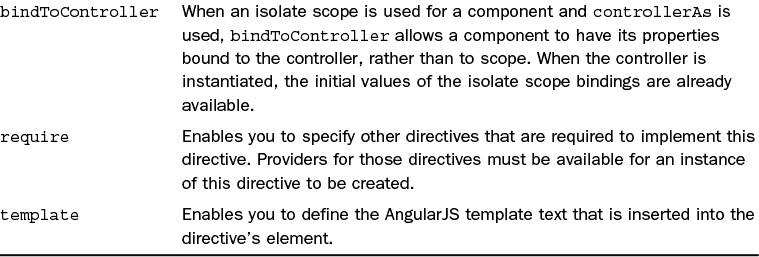 bindToController When an isolate scope is used for a component and controllerAs is
used, bindToController allows a component to have its properties
bound to the controller, rather than to scope. When the controller is
instantiated, the initial values of the isolate scope bindings are already
available.
require Enables you to specify other directives that are required to implement this
directive. Providers for those directives must be available for an instance
of this directive to be created.
template Enables you to define the AngularJS template text that is inserted into the
directive’s element.